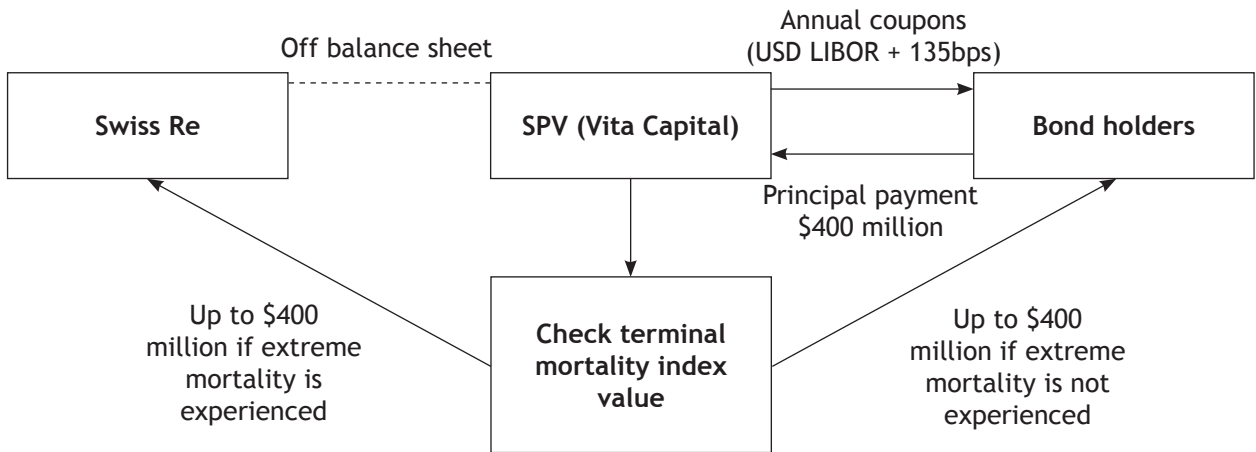 Off balance sheet
Annual coupons
(USD LIBOR + 135bps)
Swiss Re
SPV (Vita Capital)
Bond holders
Principal payment
$400 million
Up to $400
million if extreme
mortality is
experienced
Check terminal
mortality index
value
Up to $400
million if extreme
mortality is not
experienced